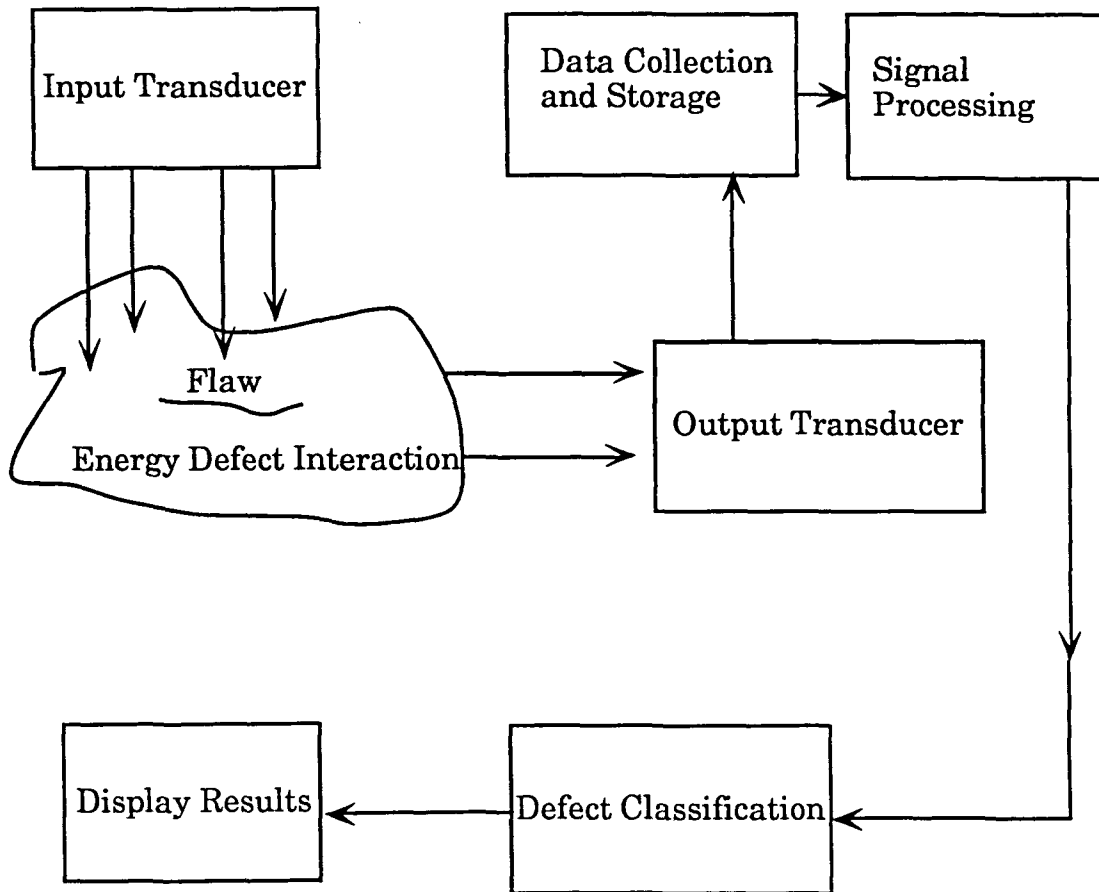 Input Transducer
Data Collection
and Storage
Signal
Processing
Flaw
Energy Defect Interaction
Output Transducer
Display Results
Defect Classification